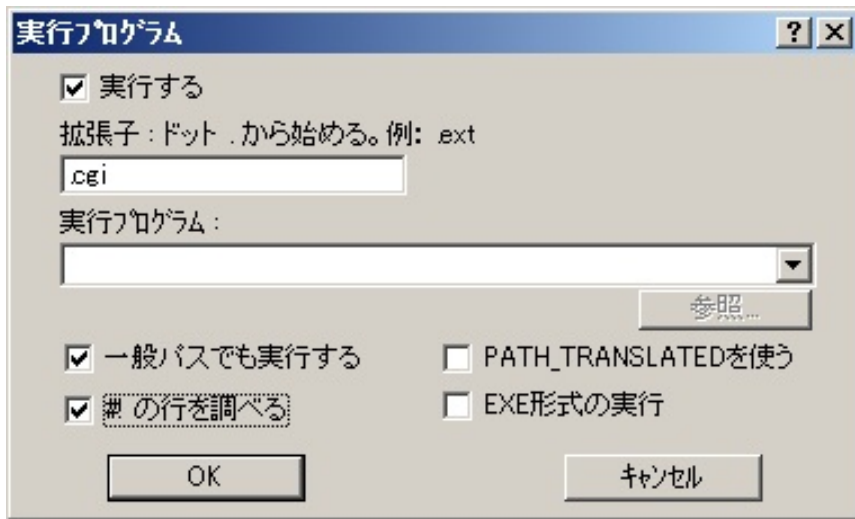 実行ﾌﾟﾛｸﾞﾗﾑ
実行する
拡張子：ドット .から始める。例: .ext
.cgi
実行ﾌﾟﾛｸﾞﾗﾑ：
参照...
一般パスでも実行する
PATH_TRANSLATEDを使う
#! の行を調べる
EXE形式の実行
OK
ｷｬﾝｾﾙ